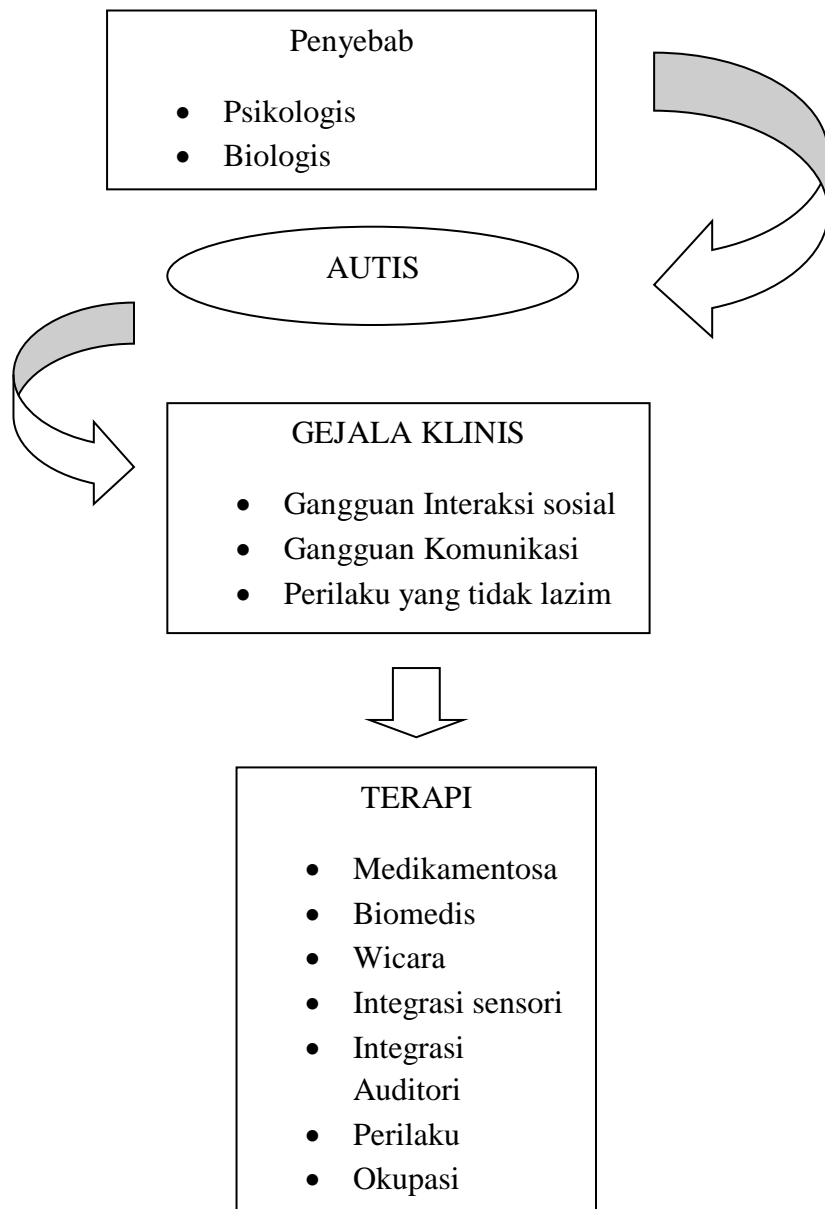 Penyebab
• Psikologis
• Biologis
AUTIS
GEJALA KLINIS
• Gangguan Interaksi sosial
• Gangguan Komunikasi
• Perilaku yang tidak lazim
TERAPI
• Medikamentosa
• Biomedis
• Wicara
• Integrasi sensori
• Integrasi
Auditori
• Perilaku
• Okupasi